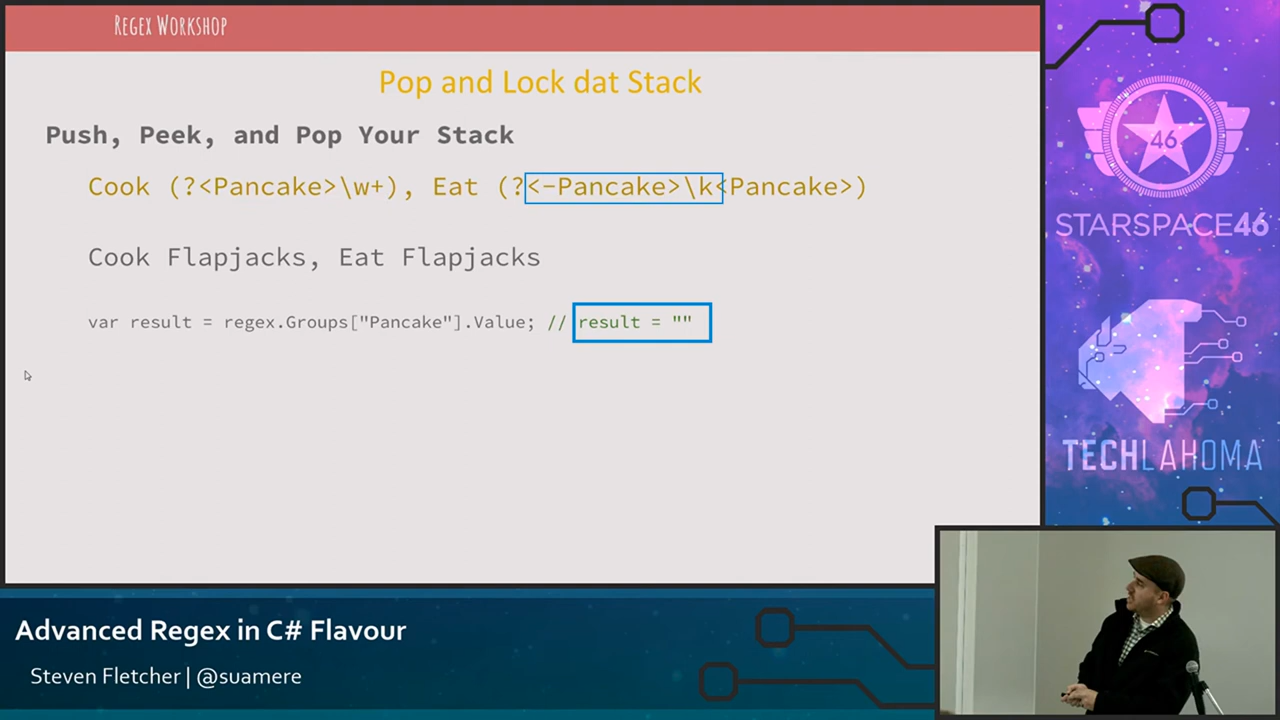 Regex Workshop
Pop and Lock dat Stack
Push, Peek, and Pop Your Stack
Cook (?<Pancake>\w+), Eat (?<-Pancake>\k<Pancake>)
Cook Flapjacks, Eat Flapjacks
var result = regex.Groups["Pancake"].Value; // result = ""
46
STARSPACE46
TECHLAHOMA
Advanced Regex in C# Flavour
Steven Fletcher | @suamere